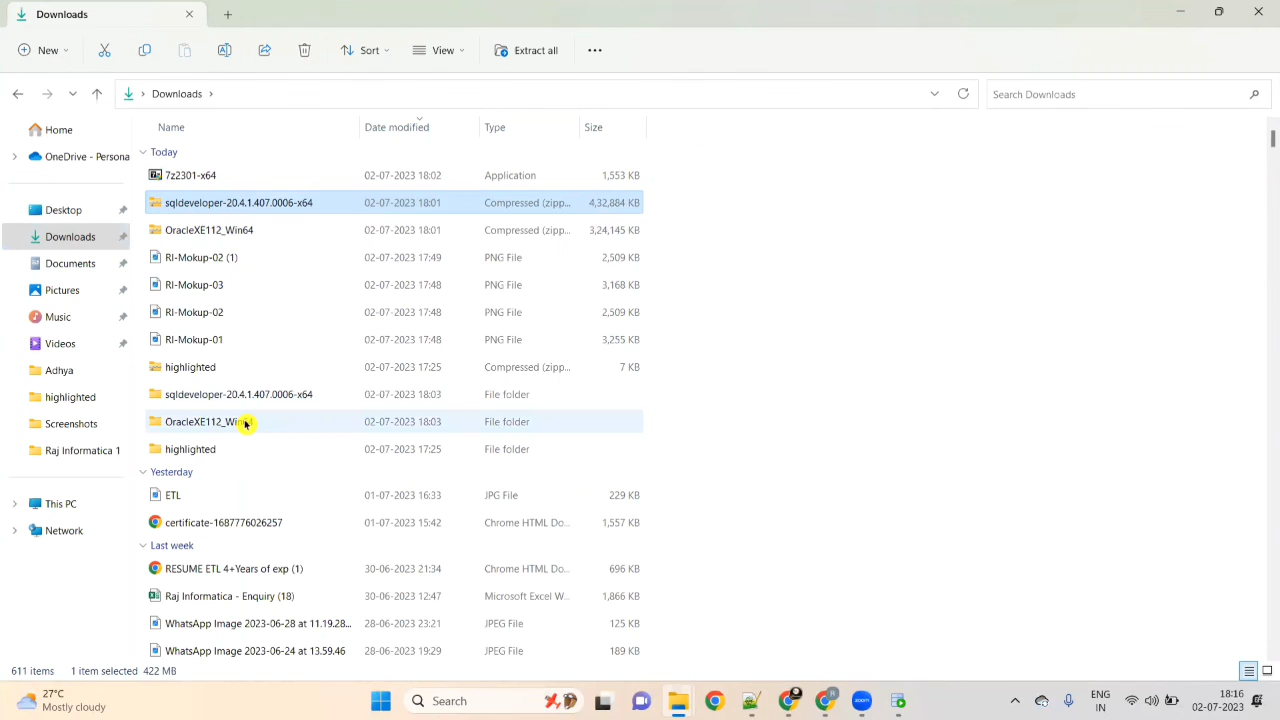 Downloads
New
Sort
View
Extract all
Downloads
Search Downloads
Name Date modified Type Size
Home
OneDrive - Persona
Desktop
Downloads
Documents
Pictures
Music
Videos
Adhya
highlighted
Screenshots
Raj Informatica 1
This PC
Network
Today
7z2301-x64 02-07-2023 18:02 Application 1,553 KB
sqldeveloper-20.4.1.407.0006-x64 02-07-2023 18:01 Compressed (zipp... 4,32,884 KB
OracleXE112_Win64 02-07-2023 18:01 Compressed (zipp... 3,24,145 KB
RI-Mokup-02 (1) 02-07-2023 17:49 PNG File 2,509 KB
RI-Mokup-03 02-07-2023 17:48 PNG File 3,168 KB
RI-Mokup-02 02-07-2023 17:48 PNG File 2,509 KB
RI-Mokup-01 02-07-2023 17:48 PNG File 3,255 KB
highlighted 02-07-2023 17:25 Compressed (zipp... 7 KB
sqldeveloper-20.4.1.407.0006-x64 02-07-2023 18:03 File folder
02-07-2023 18:03 File folder
highlighted 02-07-2023 17:25 File folder
Yesterday
ETL 01-07-2023 16:33 JPG File 229 KB
certificate-1687776026257 01-07-2023 15:42 Chrome HTML Do... 1,557 KB
Last week
RESUME ETL 4+Years of exp (1) 30-06-2023 21:34 Chrome HTML Do... 696 KB
Raj Informatica - Enquiry (18) 30-06-2023 12:47 Microsoft Excel W... 1,866 KB
WhatsApp Image 2023-06-28 at 11.19.28... 28-06-2023 23:21 JPEG File 125 KB
WhatsApp Image 2023-06-24 at 13.59.46 28-06-2023 19:29 JPEG File 189 KB
611 items 1 item selected 422 MB
27°C
Mostly cloudy
Search
zoom
ENG
IN
18:16
02-07-2023